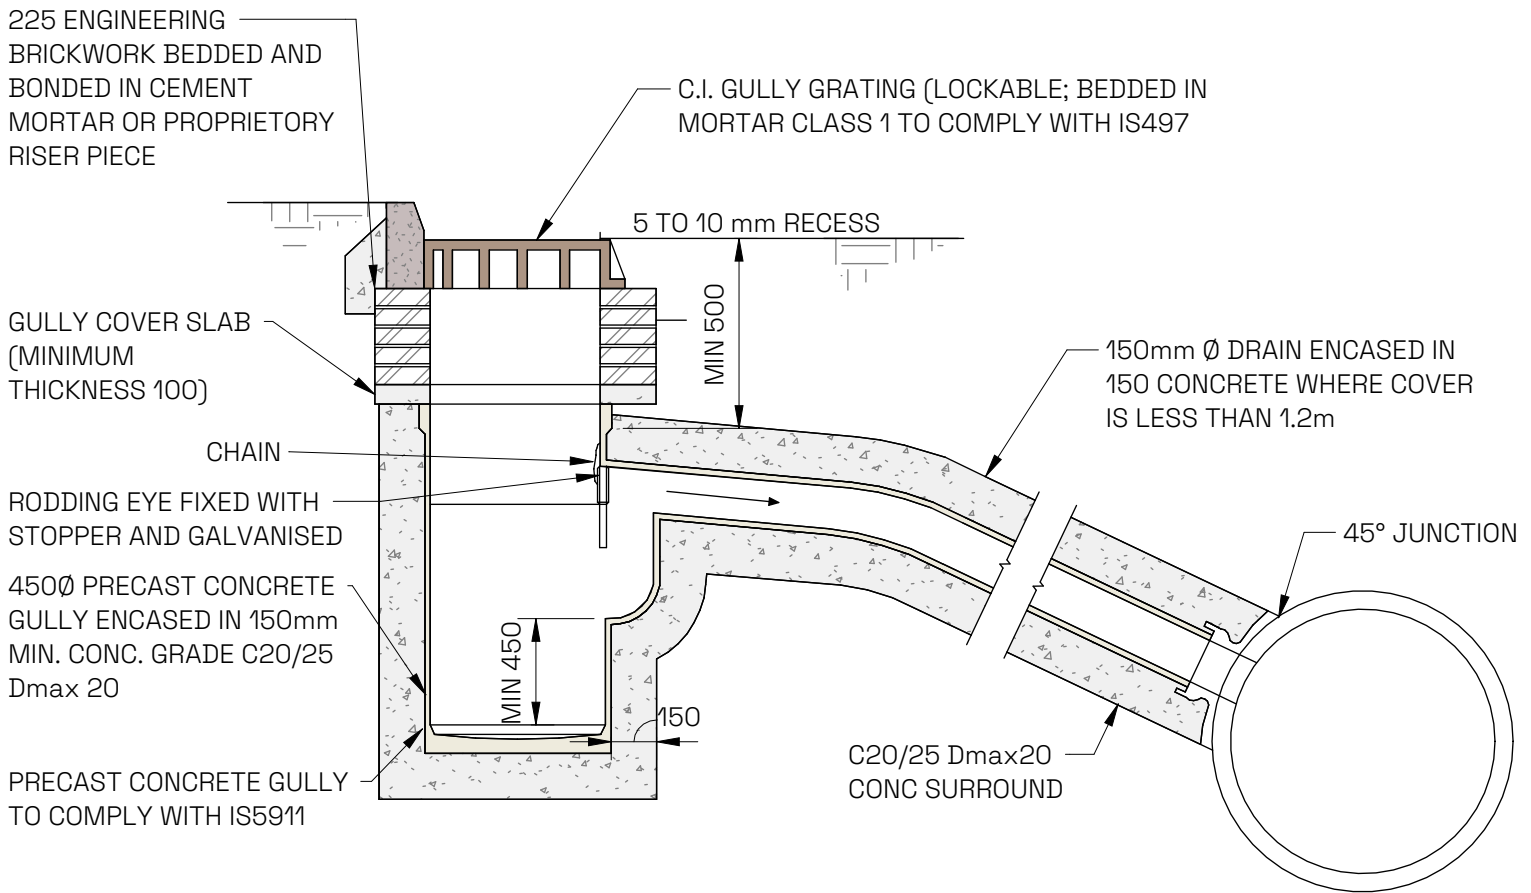 225 ENGINEERING
BRICKWORK BEDDED AND
BONDED IN CEMENT
MORTAR OR PROPRIETORY
RISER PIECE
C.I. GULLY GRATING (LOCKABLE; BEDDED IN
MORTAR CLASS 1 TO COMPLY WITH IS497
5 TO 10 mm RECESS
MIN 500
GULLY COVER SLAB
(MINIMUM
THICKNESS 100)
150mm Ø DRAIN ENCASED IN
150 CONCRETE WHERE COVER
IS LESS THAN 1.2m
CHAIN
RODDING EYE FIXED WITH
STOPPER AND GALVANISED
45° JUNCTION
450Ø PRECAST CONCRETE
GULLY ENCASED IN 150mm
MIN. CONC. GRADE C20/25
Dmax 20
MIN 450
150
PRECAST CONCRETE GULLY
TO COMPLY WITH IS5911
C20/25 Dmax20
CONC SURROUND